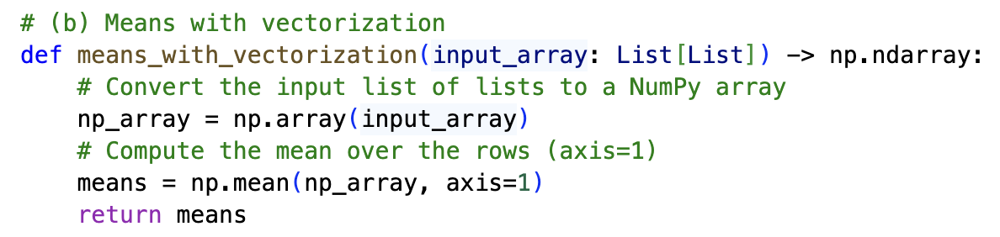 # (b) Means with vectorization
def means_with_vectorization(input_array: List[List]) -> np.ndarray:
    # Convert the input list of lists to a NumPy array
    np_array = np.array(input_array)
    # Compute the mean over the rows (axis=1)
    means = np.mean(np_array, axis=1)
    return means